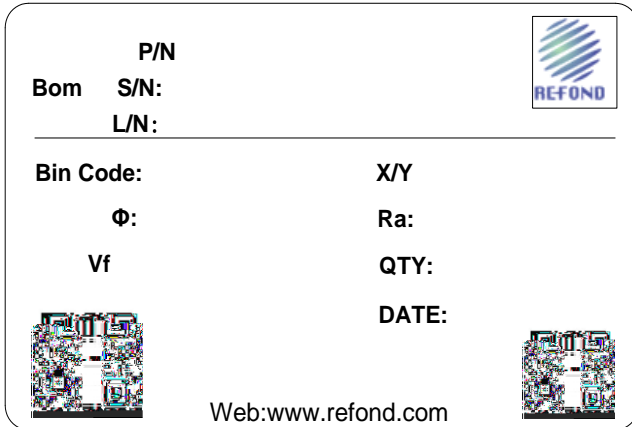 P/N
REFOND
Bom S/N:
L/N:
Bin Code: X/Y
Φ: Ra:
Vf QTY:
DATE:
Web:www.refond.com